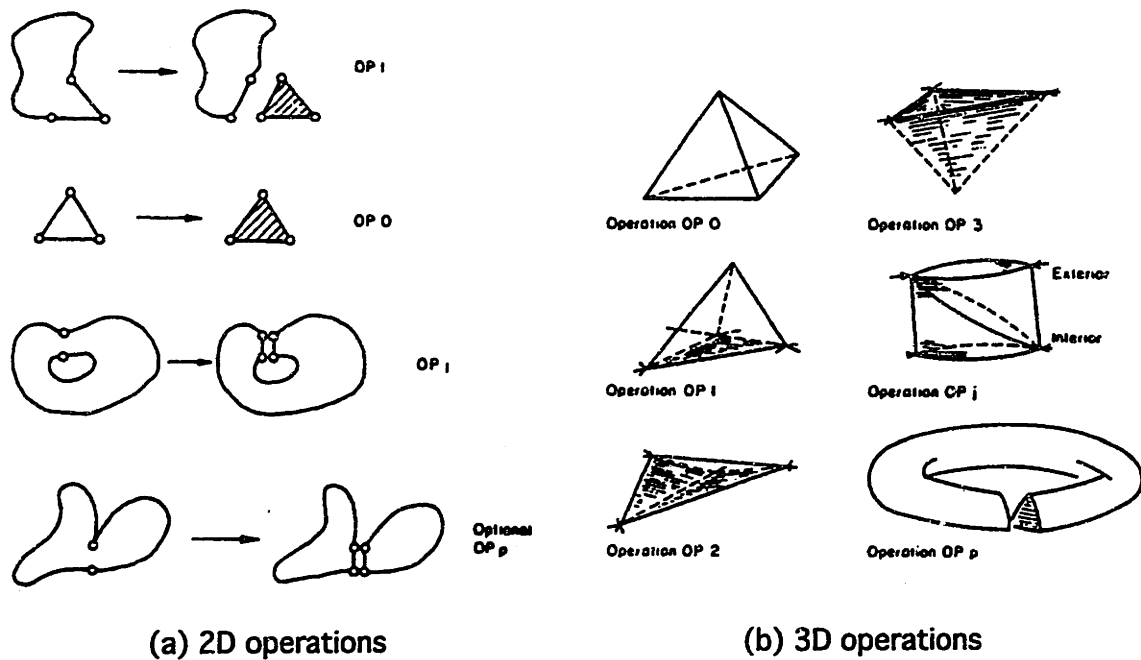 OP 1
OP 0
OP j
Optional
OP p
(a) 2D operations
Operation OP 0
Operation OP 3
Exterior
Interior
Operation OP 1
Operation OP j
Operation OP 2
Operation OP p
(b) 3D operations